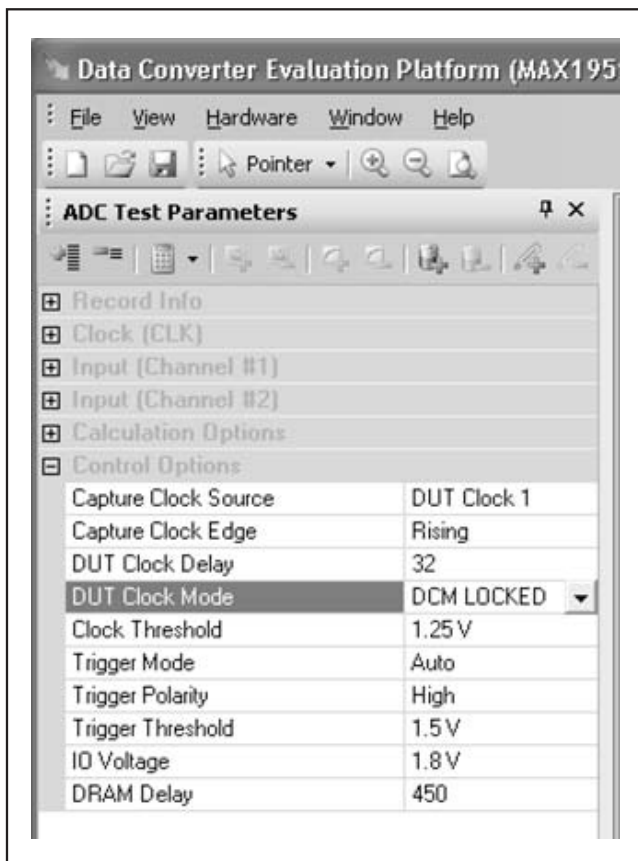 Data Converter Evaluation Platform (MAX195
File View Hardware Window Help
Pointer
ADC Test Parameters
Record Info
Clock (CLK)
Input (Channel #1)
Input (Channel #2)
Calculation Options
Control Options
Capture Clock Source DUT Clock 1
Capture Clock Edge Rising
DUT Clock Delay 32
DUT Clock Mode DCM LOCKED
Clock Threshold 1.25 V
Trigger Mode Auto
Trigger Polarity High
Trigger Threshold 1.5 V
IO Voltage 1.8 V
DRAM Delay 450